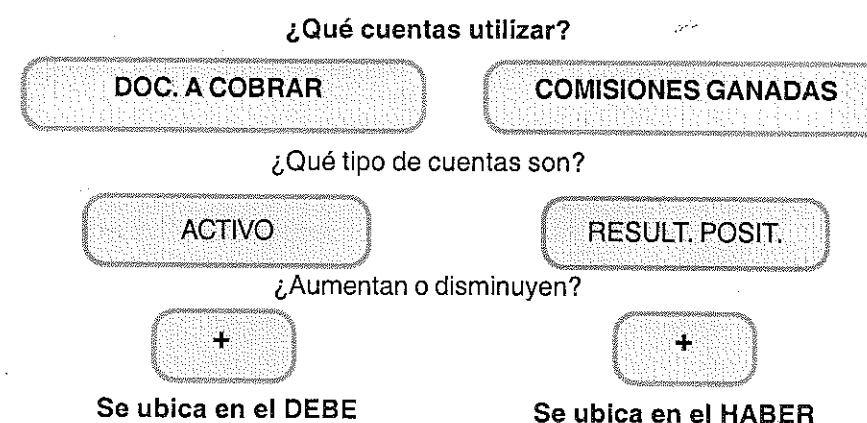 ¿Qué cuentas utilizar?
DOC. A COBRAR COMISIONES GANADAS
¿Qué tipo de cuentas son?
ACTIVO RESULT. POSIT.
¿Aumentan o disminuyen?
+ +
Se ubica en el DEBE Se ubica en el HABER